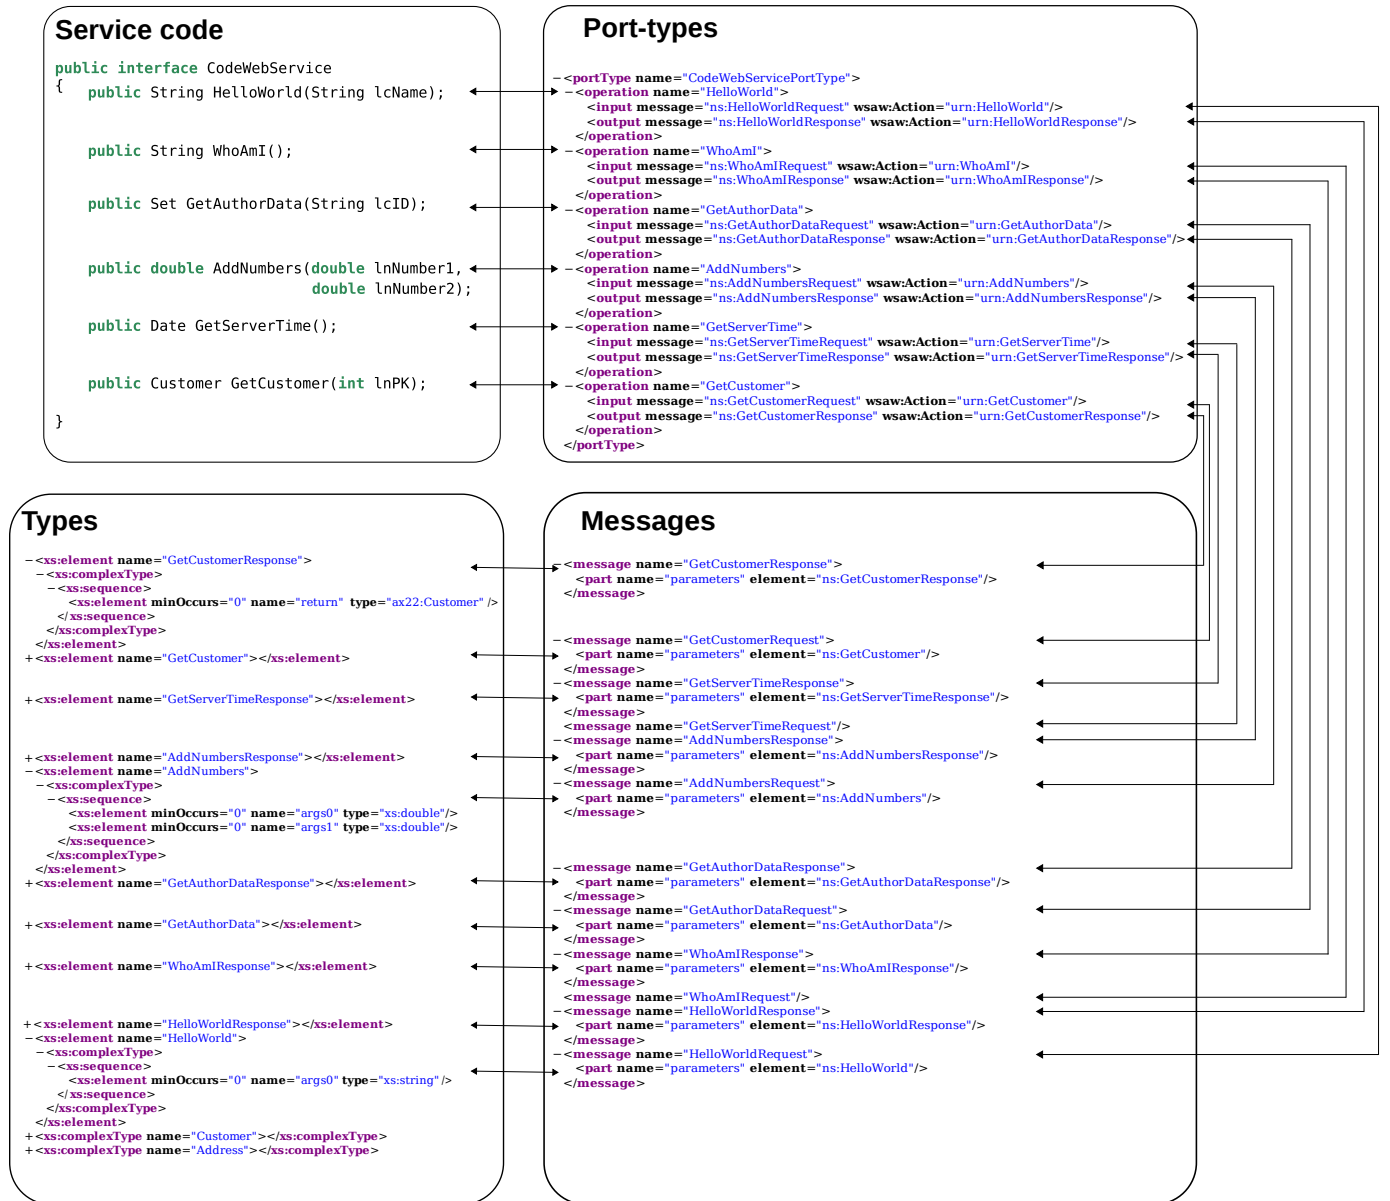 Service code
public interface CodeWebService
{
public String HelloWorld(String lcName);
public String WhoAmI();
public Set GetAuthorData(String lcID);
public double AddNumbers(double lnNumber1,
double lnNumber2);
public Date GetServerTime();
public Customer GetCustomer(int lnPK);
}
Port-types
−<portType name="CodeWebServicePortType">
−<operation name="HelloWorld">
<input message="ns:HelloWorldRequest" wsaw:Action="urn:HelloWorld"/>
<output message="ns:HelloWorldResponse" wsaw:Action="urn:HelloWorldResponse"/>
</operation>
−<operation name="WhoAmI">
<input message="ns:WhoAmIRequest" wsaw:Action="urn:WhoAmI"/>
<output message="ns:WhoAmIResponse" wsaw:Action="urn:WhoAmIResponse"/>
</operation>
−<operation name="GetAuthorData">
<input message="ns:GetAuthorDataRequest" wsaw:Action="urn:GetAuthorData"/>
<output message="ns:GetAuthorDataResponse" wsaw:Action="urn:GetAuthorDataResponse"/>
</operation>
−<operation name="AddNumbers">
<input message="ns:AddNumbersRequest" wsaw:Action="urn:AddNumbers"/>
<output message="ns:AddNumbersResponse" wsaw:Action="urn:AddNumbersResponse"/>
</operation>
−<operation name="GetServerTime">
<input message="ns:GetServerTimeRequest" wsaw:Action="urn:GetServerTime"/>
<output message="ns:GetServerTimeResponse" wsaw:Action="urn:GetServerTimeResponse"/>
</operation>
−<operation name="GetCustomer">
<input message="ns:GetCustomerRequest" wsaw:Action="urn:GetCustomer"/>
<output message="ns:GetCustomerResponse" wsaw:Action="urn:GetCustomerResponse"/>
</operation>
</portType>
Types
−<xs:element name="GetCustomerResponse">
−<xs:complexType>
−<xs:sequence>
<xs:element minOccurs="0" name="return" type="ax22:Customer"/>
</xs:sequence>
</xs:complexType>
</xs:element>
+<xs:element name="GetCustomer"></xs:element>
+<xs:element name="GetServerTimeResponse"></xs:element>
+<xs:element name="AddNumbersResponse"></xs:element>
−<xs:element name="AddNumbers">
−<xs:complexType>
−<xs:sequence>
<xs:element minOccurs="0" name="args0" type="xs:double"/>
<xs:element minOccurs="0" name="args1" type="xs:double"/>
</xs:sequence>
</xs:complexType>
</xs:element>
+<xs:element name="GetAuthorDataResponse"></xs:element>
+<xs:element name="GetAuthorData"></xs:element>
+<xs:element name="WhoAmIResponse"></xs:element>
+<xs:element name="HelloWorldResponse"></xs:element>
−<xs:element name="HelloWorld">
−<xs:complexType>
−<xs:sequence>
<xs:element minOccurs="0" name="args0" type="xs:string"/>
</xs:sequence>
</xs:complexType>
</xs:element>
+<xs:complexType name="Customer"></xs:complexType>
+<xs:complexType name="Address"></xs:complexType>
Messages
−<message name="GetCustomerResponse">
<part name="parameters" element="ns:GetCustomerResponse"/>
</message>
−<message name="GetCustomerRequest">
<part name="parameters" element="ns:GetCustomer"/>
</message>
−<message name="GetServerTimeResponse">
<part name="parameters" element="ns:GetServerTimeResponse"/>
</message>
<message name="GetServerTimeRequest"/>
−<message name="AddNumbersResponse">
<part name="parameters" element="ns:AddNumbersResponse"/>
</message>
−<message name="AddNumbersRequest">
<part name="parameters" element="ns:AddNumbers"/>
</message>
−<message name="GetAuthorDataResponse">
<part name="parameters" element="ns:GetAuthorDataResponse"/>
</message>
−<message name="GetAuthorDataRequest">
<part name="parameters" element="ns:GetAuthorData"/>
</message>
−<message name="WhoAmIResponse">
<part name="parameters" element="ns:WhoAmIResponse"/>
</message>
<message name="WhoAmIRequest"/>
−<message name="HelloWorldResponse">
<part name="parameters" element="ns:HelloWorldResponse"/>
</message>
−<message name="HelloWorldRequest">
<part name="parameters" element="ns:HelloWorld"/>
</message>